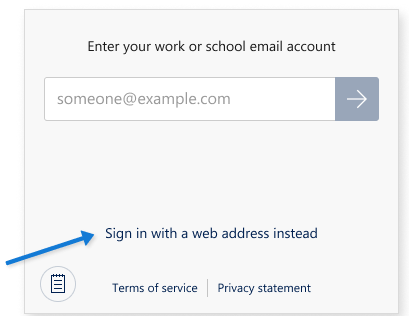 Enter your work or school email account
someone@example.com
Sign in with a web address instead
Terms of service Privacy statement